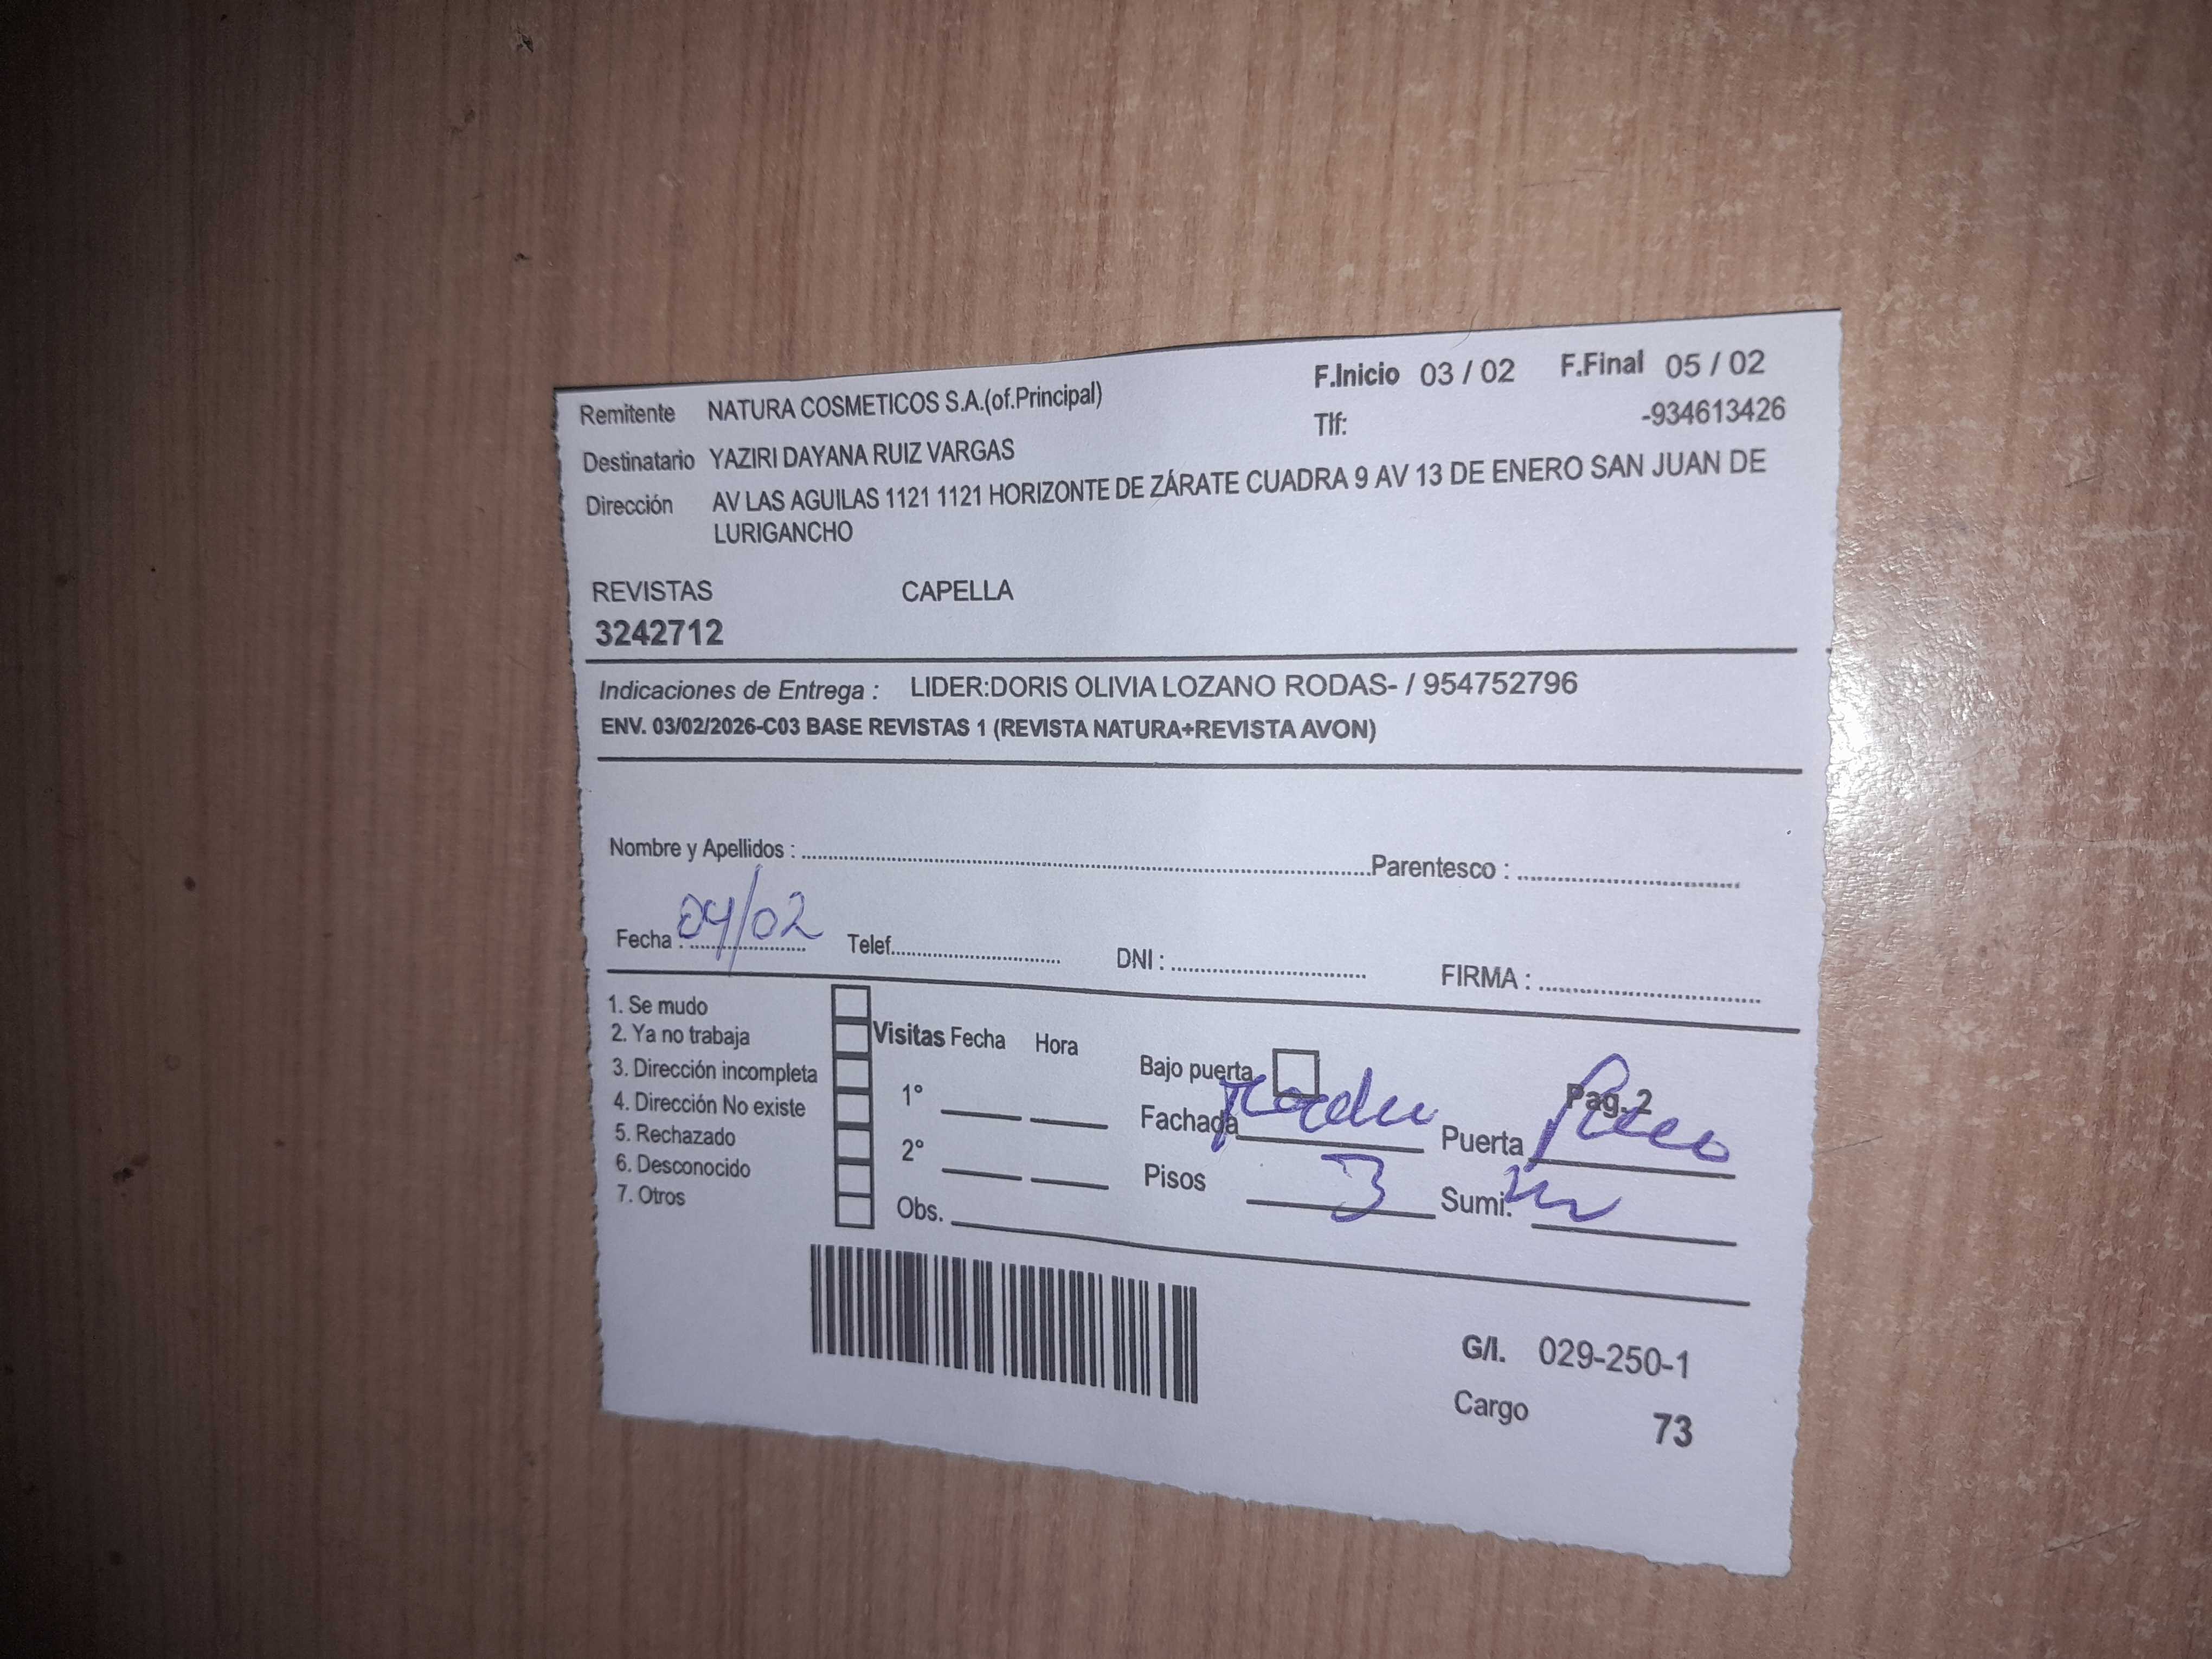 Remitente NATURA COSMETICOS S.A.(of.Principal) F.Inicio 03 / 02 F.Final 05 / 02
Tlf: -934613426
Destinatario YAZIRI DAYANA RUIZ VARGAS
Dirección AV LAS AGUILAS 1121 1121 HORIZONTE DE ZÁRATE CUADRA 9 AV 13 DE ENERO SAN JUAN DE
LURIGANCHO
REVISTAS CAPELLA
3242712
Indicaciones de Entrega : LIDER:DORIS OLIVIA LOZANO RODAS- / 954752796
ENV. 03/02/2026-C03 BASE REVISTAS 1 (REVISTA NATURA+REVISTA AVON)
Nombre y Apellidos : Parentesco :
Fecha : 04/02 Telef. DNI : FIRMA :
1. Se mudo
2. Ya no trabaja
3. Dirección incompleta
4. Dirección No existe
5. Rechazado
6. Desconocido
7. Otros
Visitas Fecha Hora
1°
2°
Obs.
Bajo puerta Pag. 2
Fachada Puerta
Pisos 3 Sumi:
G/I. 029-250-1
Cargo 73